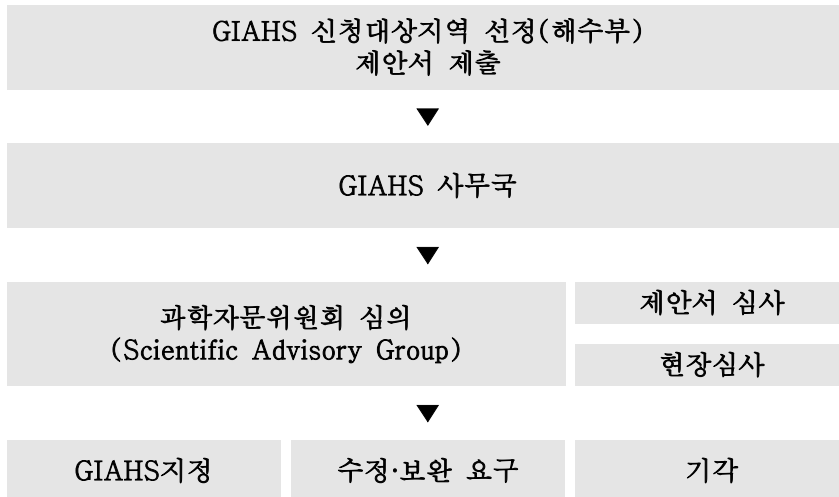 GIAHS 신청대상지역 선정(해수부)
제안서 제출
▼
GIAHS 사무국
▼
과학자문위원회 심의
(Scientific Advisory Group)
제안서 심사
현장심사
▼
GIAHS지정
수정·보완 요구
기각